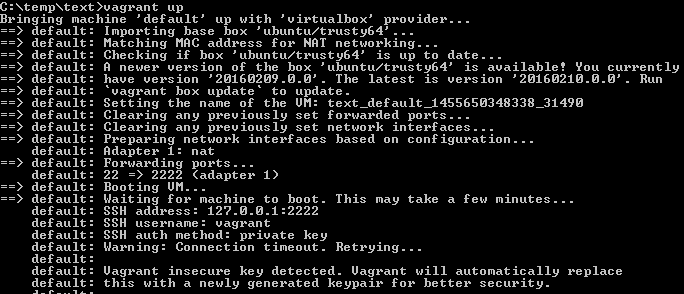 C:\temp\text>vagrant up
Bringing machine 'default' up with 'virtualbox' provider...
==> default: Importing base box 'ubuntu/trusty64'...
==> default: Matching MAC address for NAT networking...
==> default: Checking if box 'ubuntu/trusty64' is up to date...
==> default: A newer version of the box 'ubuntu/trusty64' is available! You currently
==> default: have version '20160209.0.0'. The latest is version '20160210.0.0'. Run
==> default: `vagrant box update` to update.
==> default: Setting the name of the VM: text_default_1455650348338_31490
==> default: Clearing any previously set forwarded ports...
==> default: Clearing any previously set network interfaces...
==> default: Preparing network interfaces based on configuration...
    default: Adapter 1: nat
==> default: Forwarding ports...
    default: 22 => 2222 (adapter 1)
==> default: Booting VM...
==> default: Waiting for machine to boot. This may take a few minutes...
    default: SSH address: 127.0.0.1:2222
    default: SSH username: vagrant
    default: SSH auth method: private key
    default: Warning: Connection timeout. Retrying...
    default:
    default: Vagrant insecure key detected. Vagrant will automatically replace
    default: this with a newly generated keypair for better security.
    default: